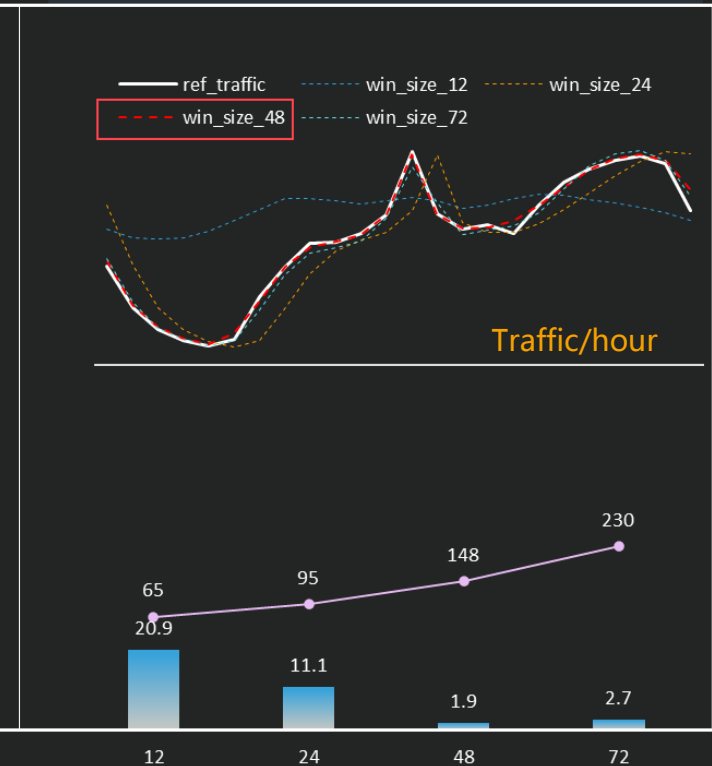 ref_traffic win_size_12 win_size_24
win_size_48 win_size_72
Traffic/hour
230
148
95
65
20.9
11.1
1.9
2.7
12 24 48 72